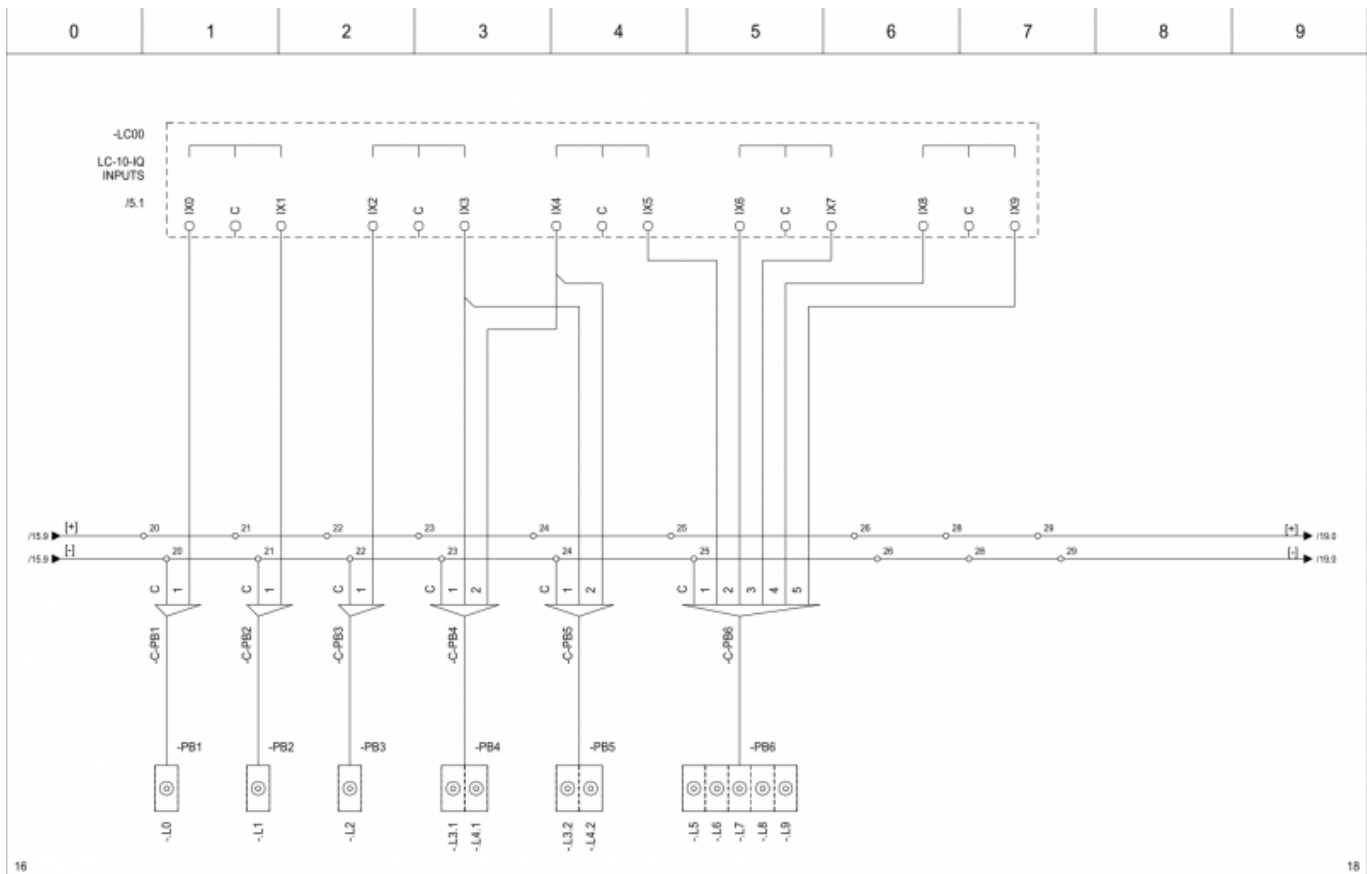 0 1 2 3 4 5 6 7 8 9
-LC00
LC-10-IQ
INPUTS
/5.1
IX0 C IX1 IX2 C IX3 IX4 C IX5 IX6 C IX7 IX8 C IX9
/15.9 [+] 20 21 22 23 24 25 26 28 29 [+] /19.0
/15.9 [-] 20 21 22 23 24 25 26 28 29 [-] /19.0
C 1 C 1 C 1 C 1 2 C 1 2 C 1 2 3 4 5
-C-PB1 -C-PB2 -C-PB3 -C-PB4 -C-PB5 -C-PB6
-PB1 -PB2 -PB3 -PB4 -PB5 -PB6
-.L0 -.L1 -.L2 -.L3.1 -.L4.1 -.L3.2 -.L4.2 -.L5 -.L6 -.L7 -.L8 -.L9
16 18